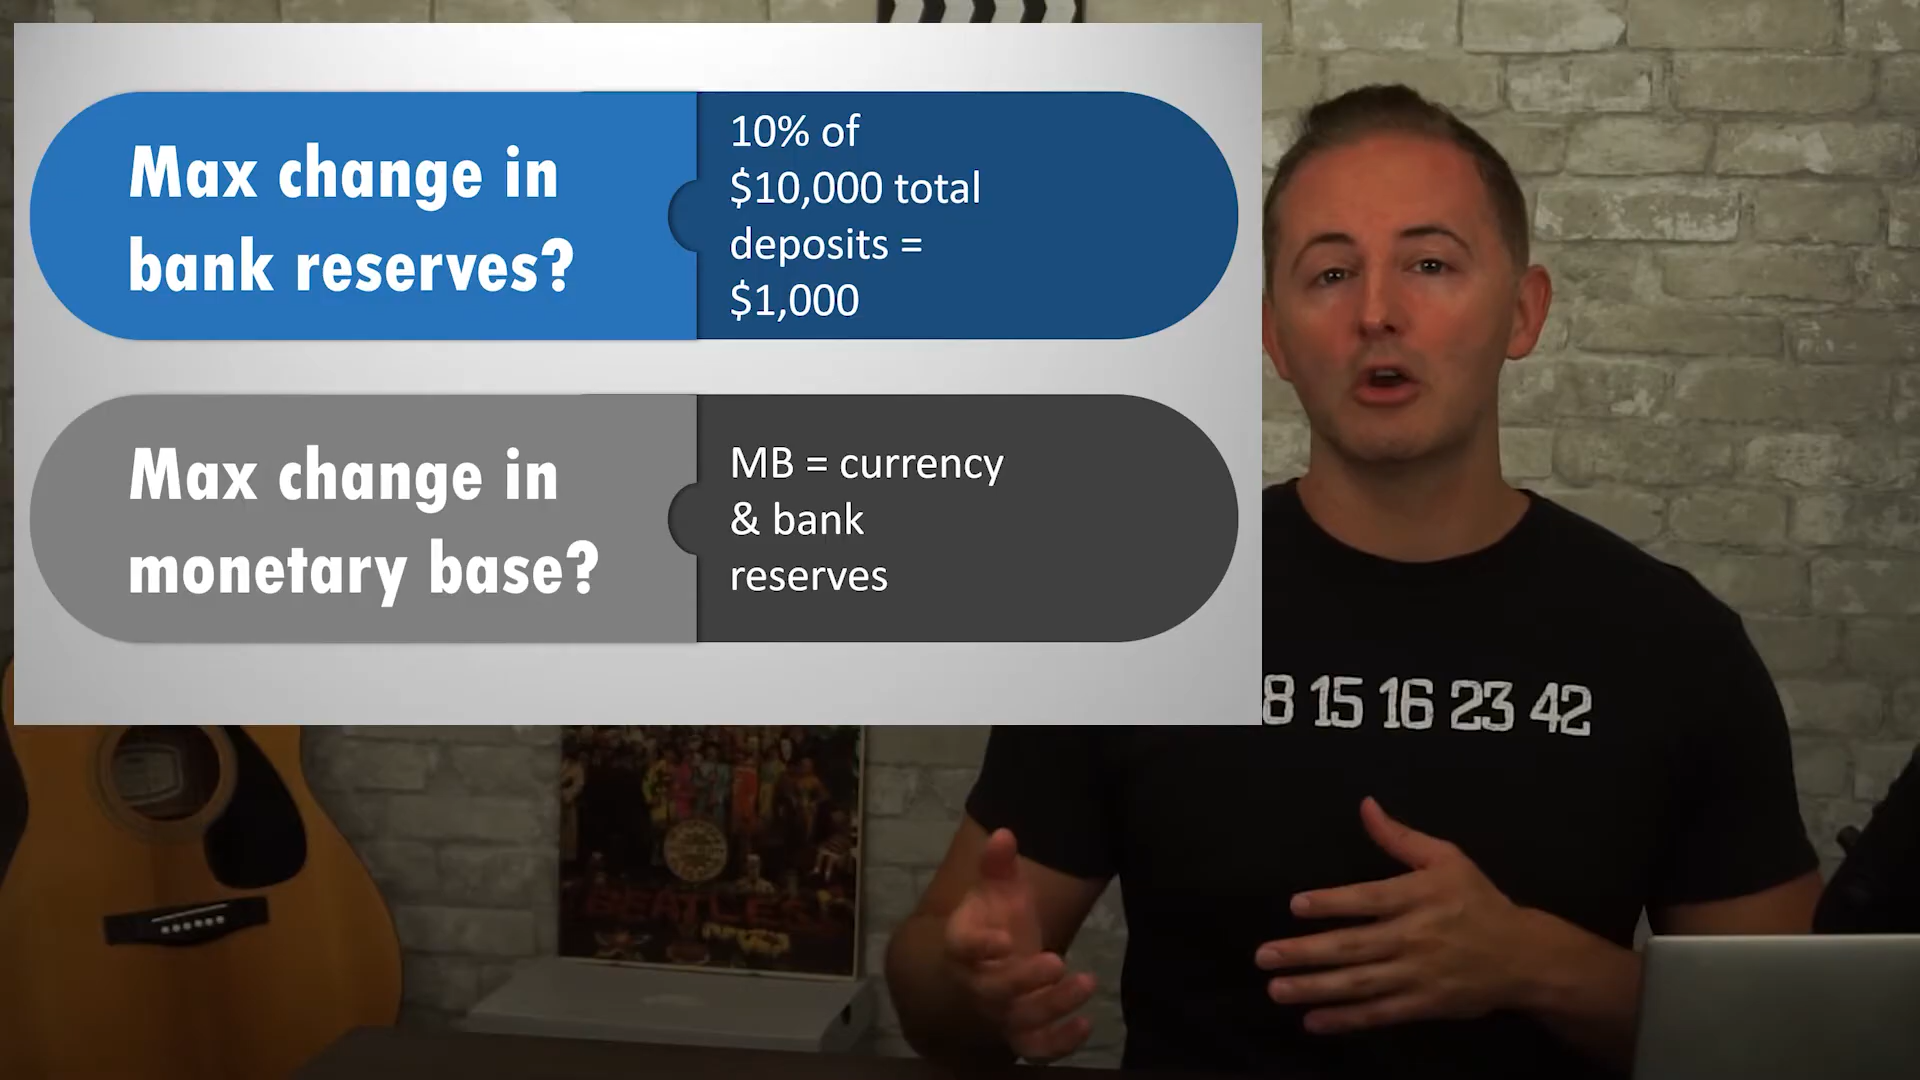 Max change in
bank reserves?
10% of
$10,000 total
deposits =
$1,000
Max change in
monetary base?
MB = currency
& bank
reserves
8 15 16 23 42
BEATLES